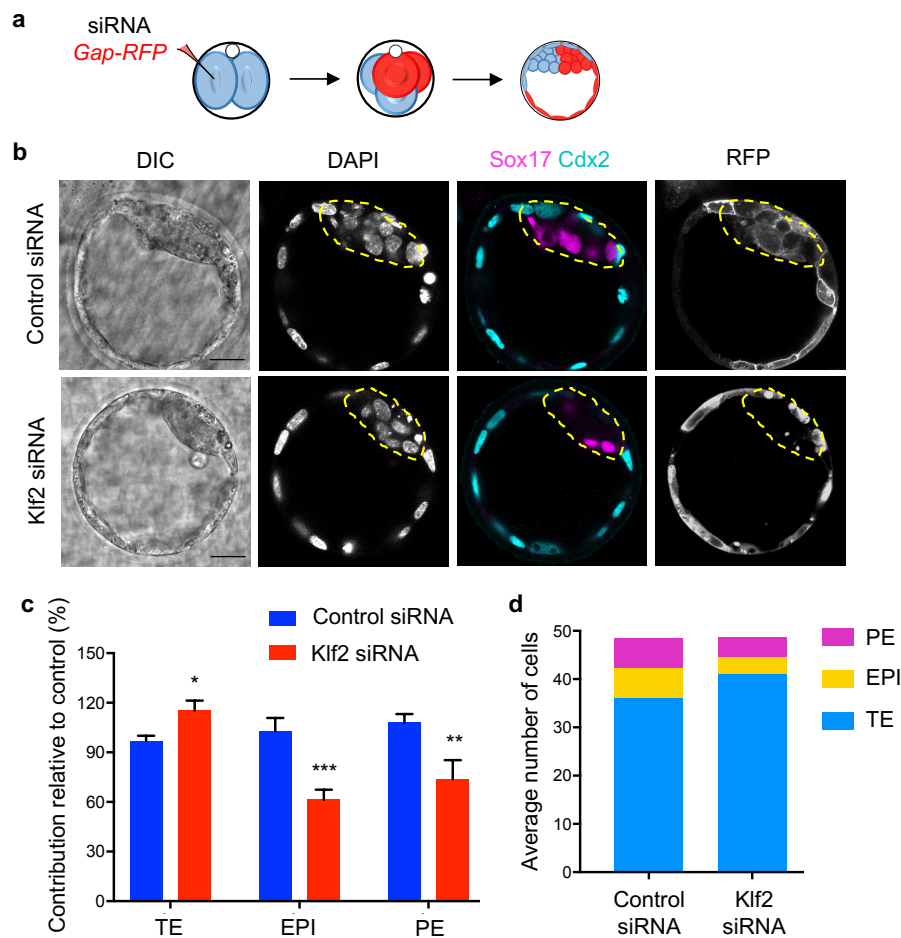 a
siRNA
Gap-RFP
b
DIC
DAPI
Sox17 Cdx2
RFP
Control siRNA
Klf2 siRNA
c
Control siRNA
Klf2 siRNA
Contribution relative to control (%)
150
120
90
60
30
0
*
***
**
TE
EPI
PE
d
Average number of cells
50
40
30
20
10
0
PE
EPI
TE
Control
siRNA
Klf2
siRNA